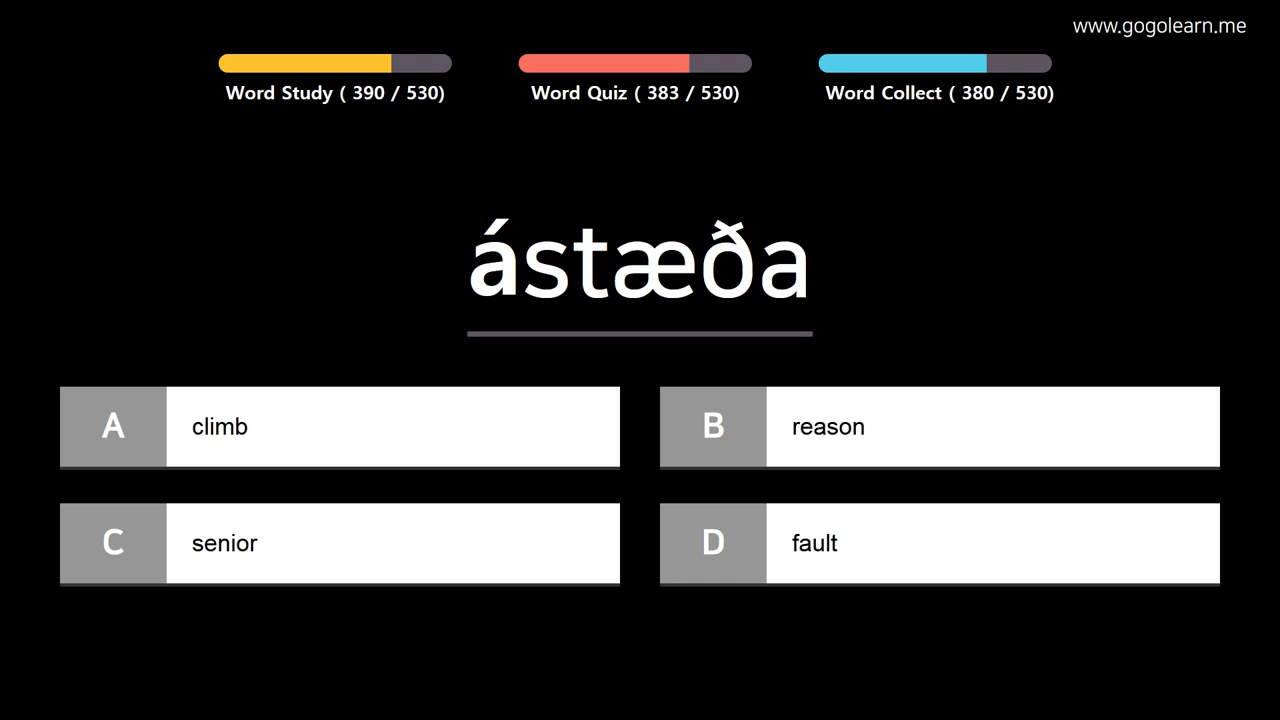 www.gogolearn.me
Word Study ( 390 / 530)
Word Quiz ( 383 / 530)
Word Collect ( 380 / 530)
ástæða
A climb
B reason
C senior
D fault